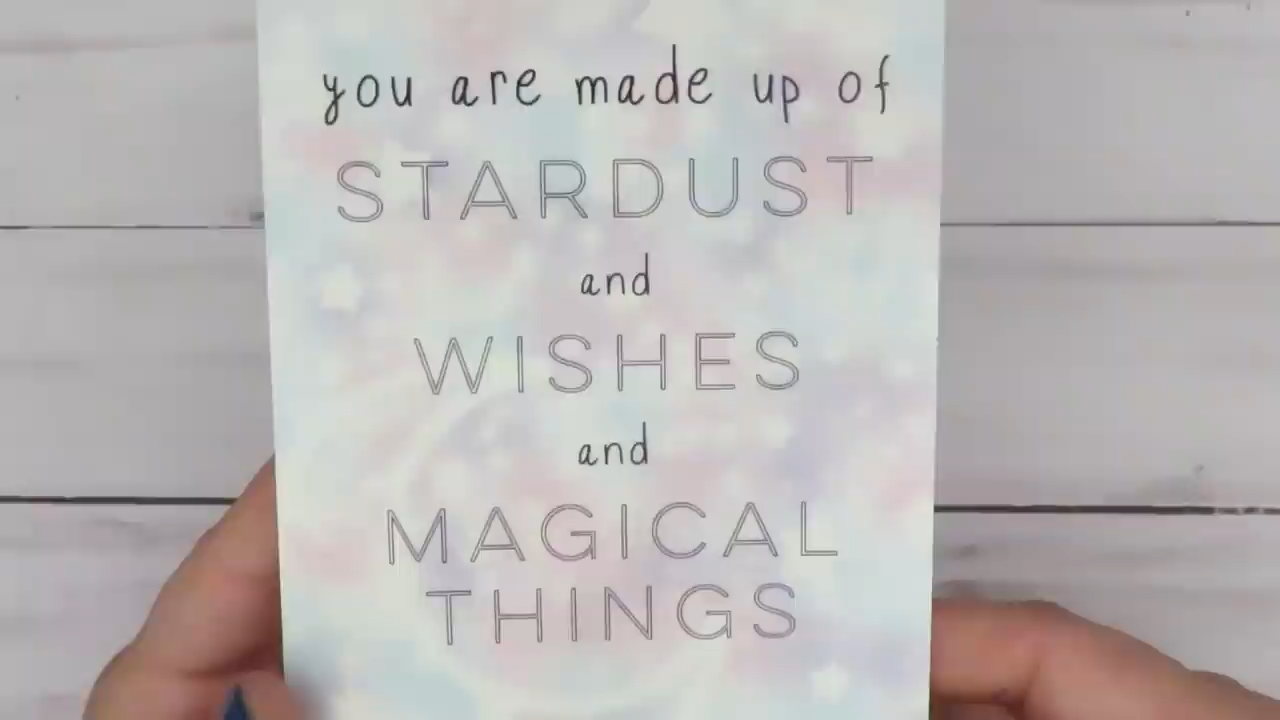 you are made up of
STARDUST
and
WISHES
and
MAGICAL
THINGS